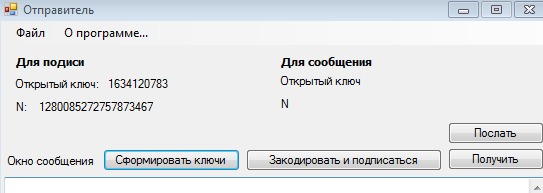 Отправитель
Файл О программе...
Для подиси Для сообщения
Открытый ключ: 1634120783 Открытый ключ
N: 1280085272757873467 N
Послать
Окно сообщения Сформировать ключи Закодировать и подписаться Получить